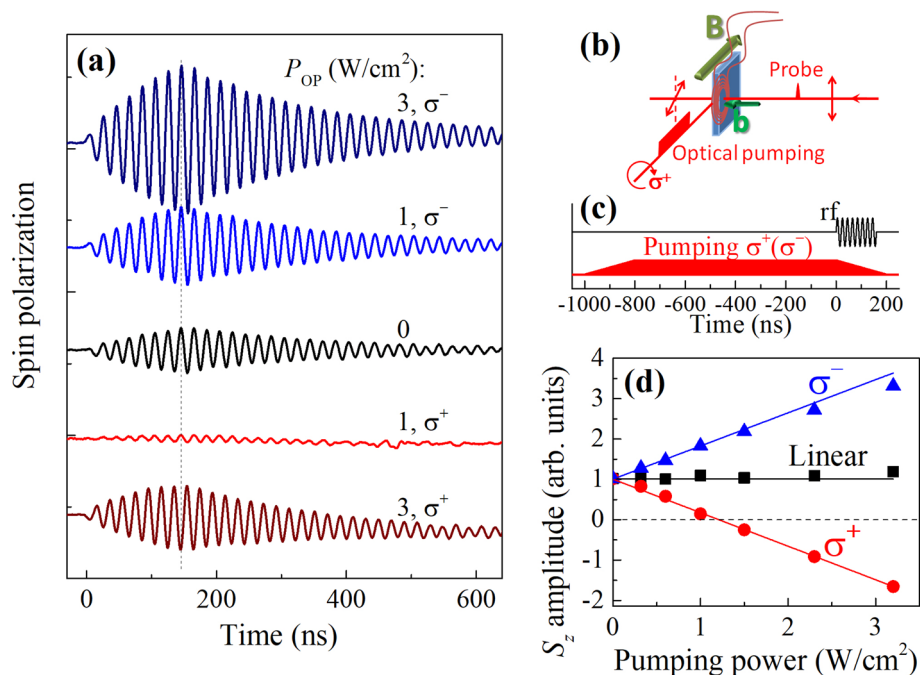 (a)
P_OP (W/cm²):
3, σ⁻
1, σ⁻
0
1, σ⁺
3, σ⁺
Spin polarization
0 200 400 600
Time (ns)
(b)
B
b
Probe
Optical pumping
σ⁺
(c)
rf
Pumping σ⁺(σ⁻)
-1000 -800 -600 -400 -200 0 200
Time (ns)
(d)
4
3
2
1
0
-1
-2
σ⁻
Linear
σ⁺
S_z amplitude (arb. units)
0 1 2 3
Pumping power (W/cm²)